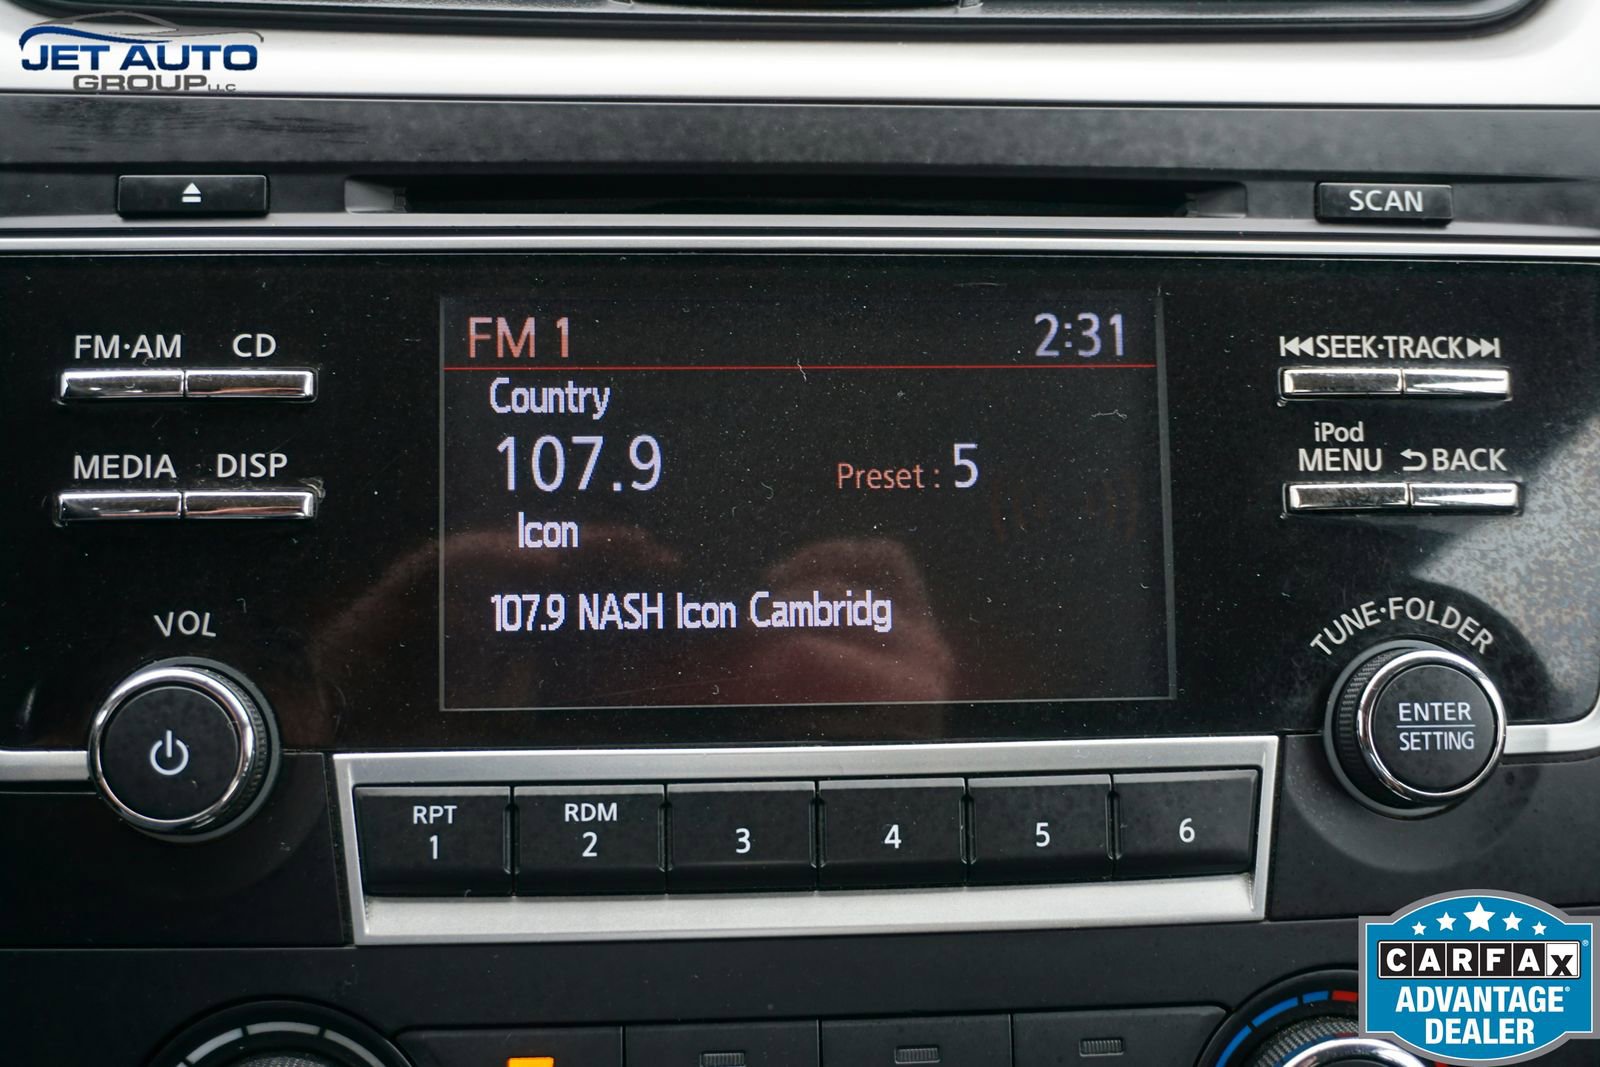 JET AUTO
GROUP LLC
SCAN
FM·AM CD
MEDIA DISP
VOL
FM 1 2:31
Country
107.9
Preset : 5
Icon
107.9 NASH Icon Cambridg
SEEK·TRACK
iPod
MENU BACK
TUNE·FOLDER
ENTER
SETTING
RPT
1
RDM
2
3
4
5
6
CARFAX®
ADVANTAGE®
DEALER